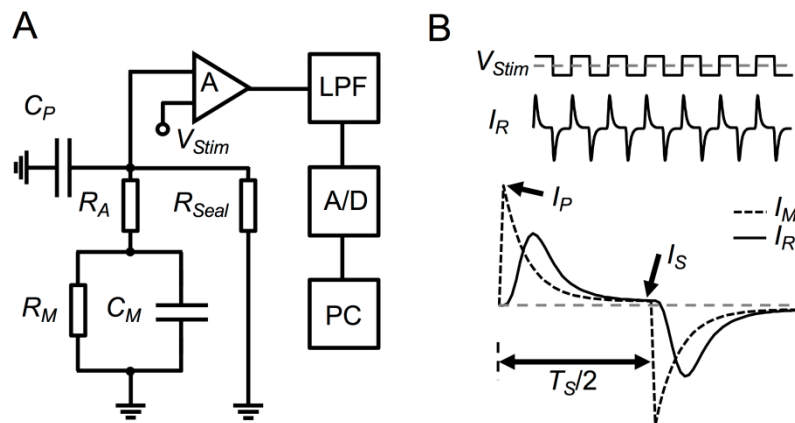 A
A
LPF
C_P
V_Stim
R_A
R_Seal
A/D
R_M
C_M
PC
B
V_Stim
I_R
I_P
I_M
I_R
I_S
T_S/2